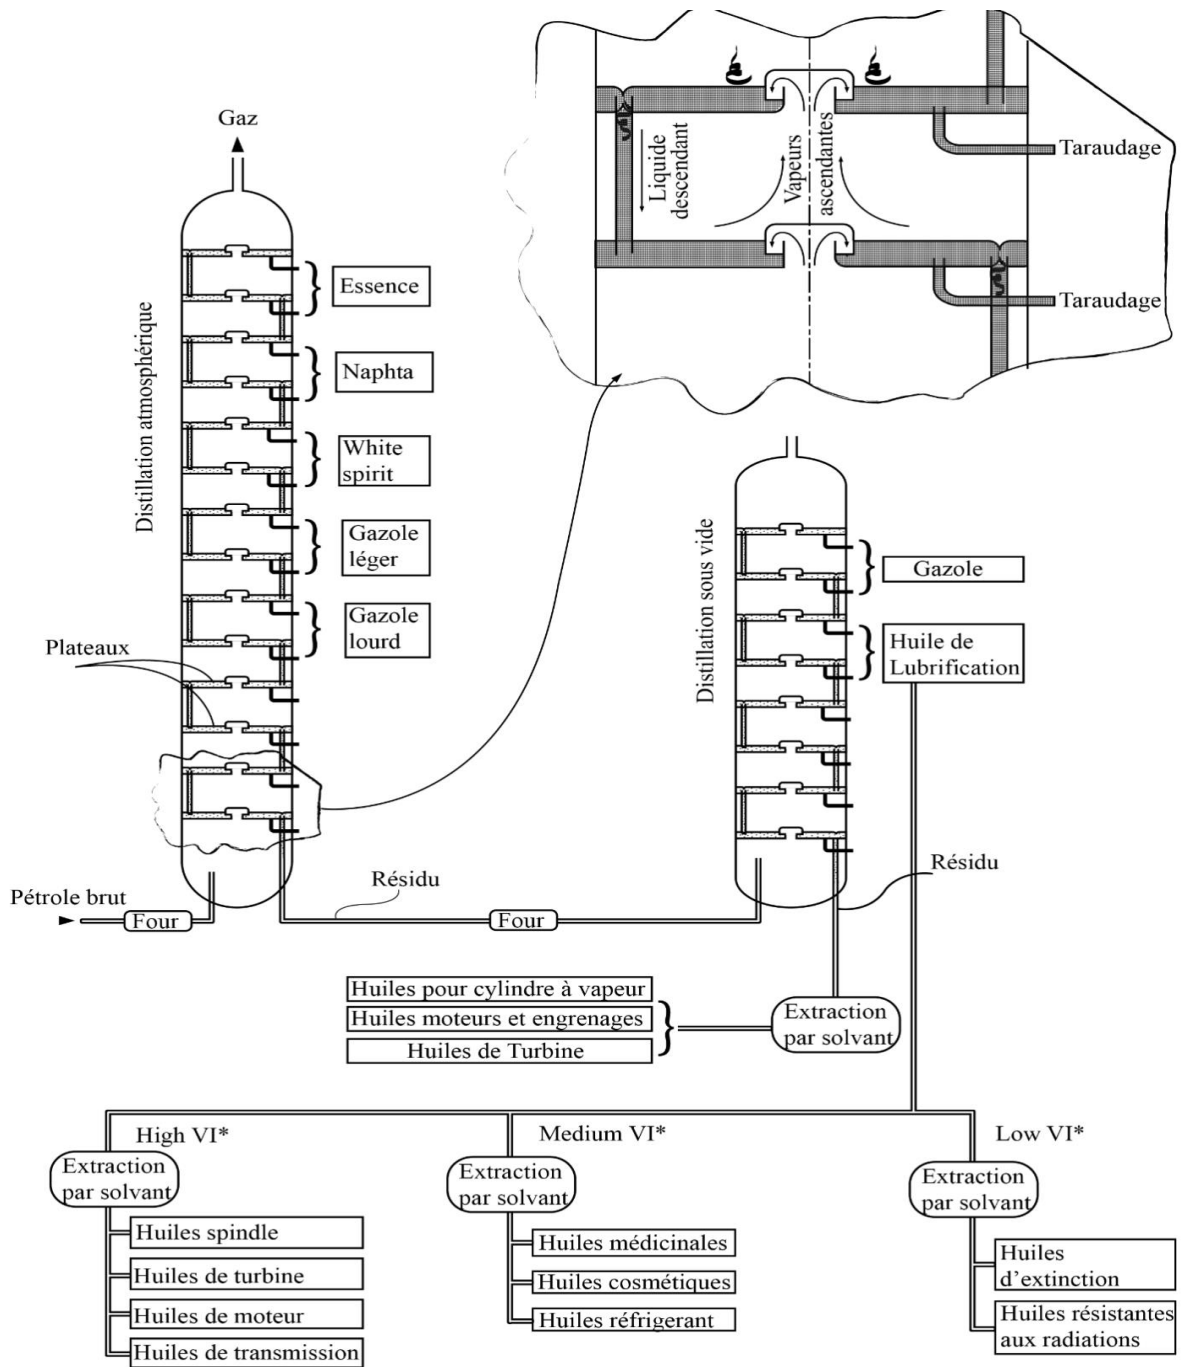 Gaz
Liquide
descendant
Vapeurs
ascendantes
Taraudage
Taraudage
Distillation atmosphérique
Essence
Naphta
White
spirit
Gazole
léger
Gazole
lourd
Plateaux
Distillation sous vide
Gazole
Huile de
Lubrification
Pétrole brut
Four
Résidu
Four
Résidu
Huiles pour cylindre à vapeur
Huiles moteurs et engrenages
Huiles de Turbine
Extraction
par solvant
High VI*
Extraction
par solvant
Huiles spindle
Huiles de turbine
Huiles de moteur
Huiles de transmission
Medium VI*
Extraction
par solvant
Huiles médicinales
Huiles cosmétiques
Huiles réfrigerant
Low VI*
Extraction
par solvant
Huiles
d'extinction
Huiles résistantes
aux radiations